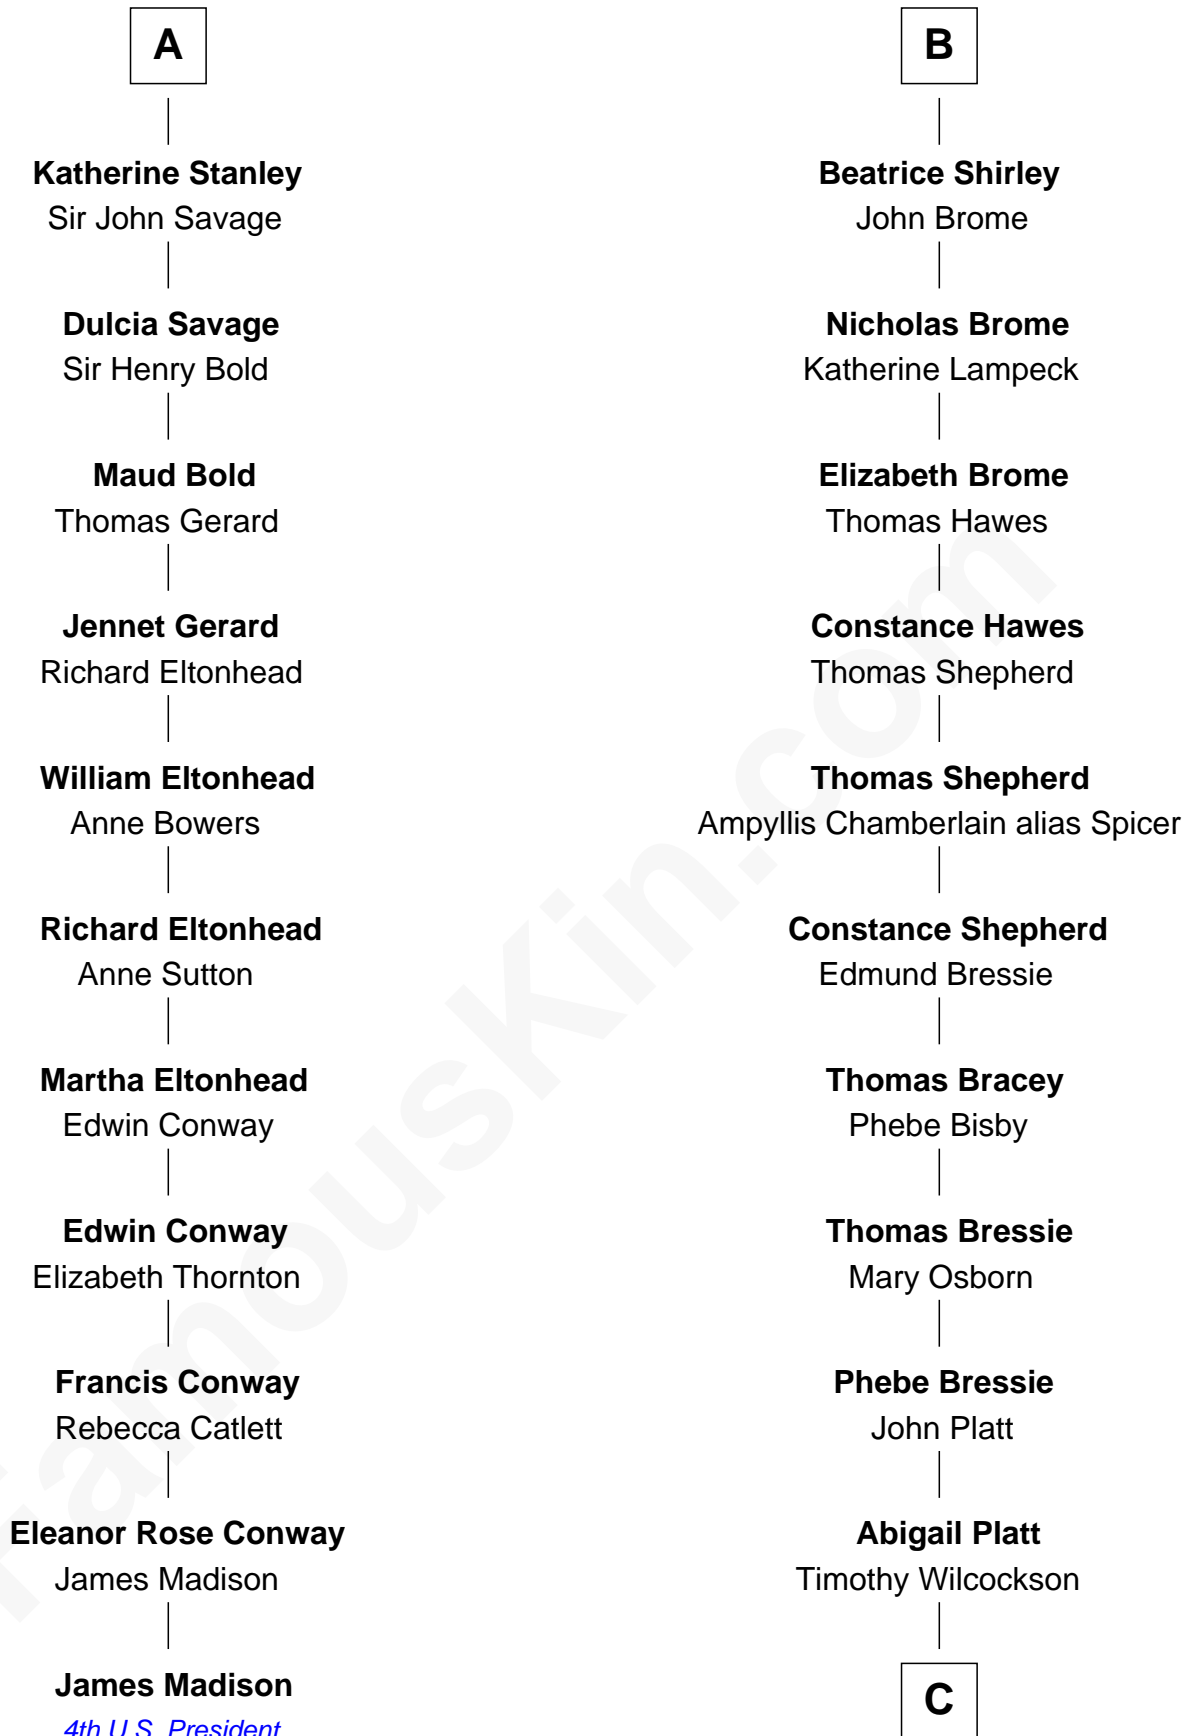 A
Katherine Stanley
Sir John Savage
Dulcia Savage
Sir Henry Bold
Maud Bold
Thomas Gerard
Jennet Gerard
Richard Eltonhead
William Eltonhead
Anne Bowers
Richard Eltonhead
Anne Sutton
Martha Eltonhead
Edwin Conway
Edwin Conway
Elizabeth Thornton
Francis Conway
Rebecca Catlett
Eleanor Rose Conway
James Madison
James Madison
4th U.S. President
B
Beatrice Shirley
John Brome
Nicholas Brome
Katherine Lampeck
Elizabeth Brome
Thomas Hawes
Constance Hawes
Thomas Shepherd
Thomas Shepherd
Ampyllis Chamberlain alias Spicer
Constance Shepherd
Edmund Bressie
Thomas Bracey
Phebe Bisby
Thomas Bressie
Mary Osborn
Phebe Bressie
John Platt
Abigail Platt
Timothy Wilcockson
C
FamousKin.com